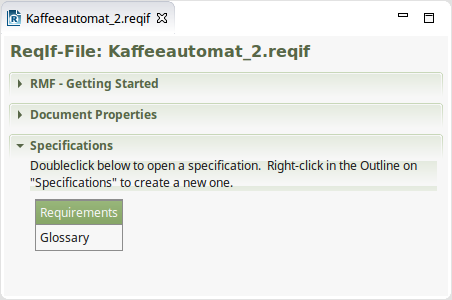 Kaffeeautomat_2.reqif
ReqIf-File: Kaffeeautomat_2.reqif
RMF - Getting Started
Document Properties
Specifications
Doubleclick below to open a specification.  Right-click in the Outline on
"Specifications" to create a new one.
Requirements
Glossary